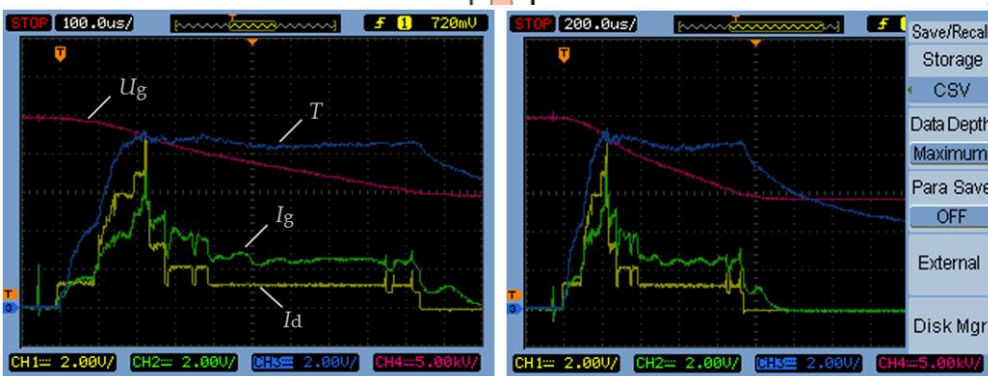 STOP 100.0us/ T f 1 720mV
T
Ug
T
Ig
Id
T
3
CH1= 2.00V/ CH2= 2.00V/ CH3= 2.00V/ CH4=5.00kV/
STOP 200.0us/ T f
T
T
3
CH1= 2.00V/ CH2= 2.00V/ CH3= 2.00V/ CH4=5.00kV/
Save/Recall
Storage
CSV
Data Depth
Maximum
Para Save
OFF
External
Disk Mgr